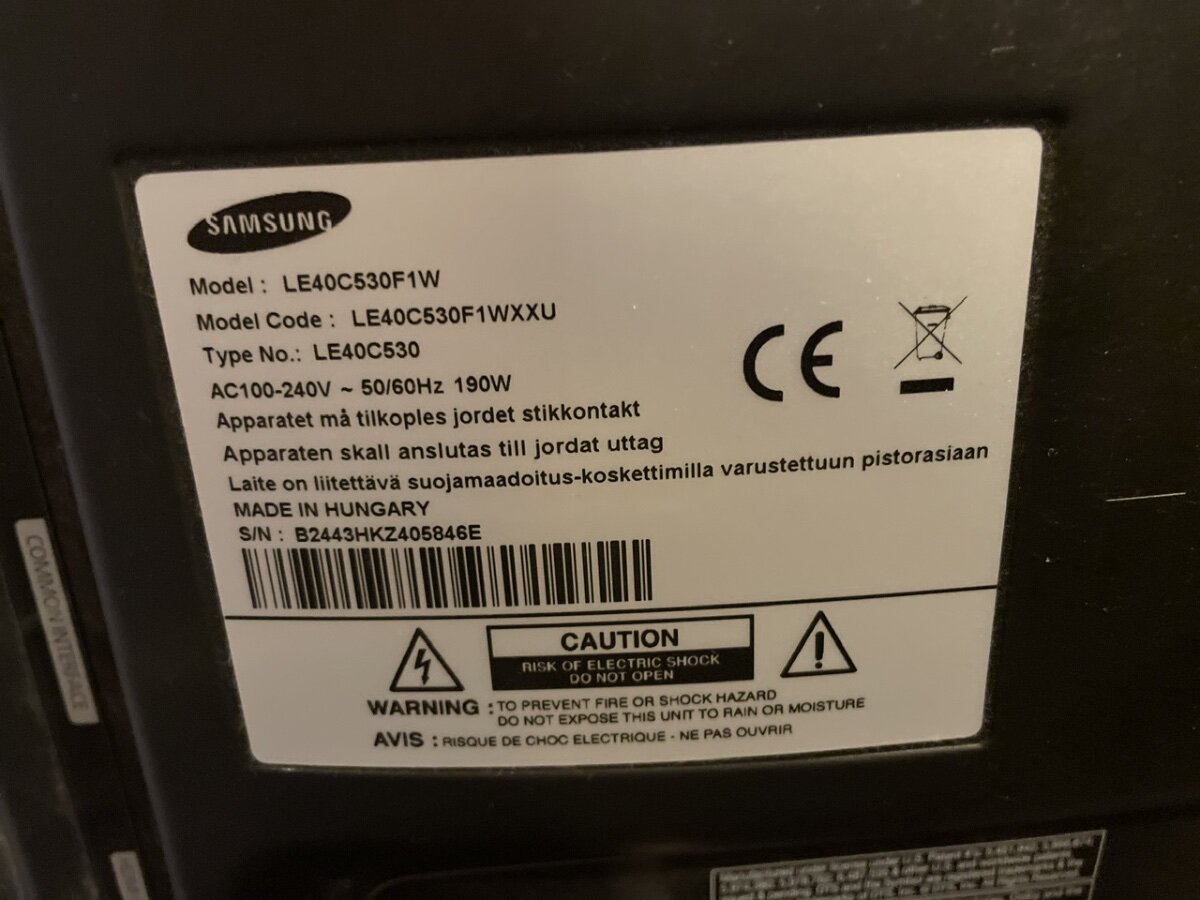 SAMSUNG
Model : LE40C530F1W
Model Code : LE40C530F1WXXU
Type No.: LE40C530
AC100-240V ~ 50/60Hz 190W
Apparatet må tilkoples jordet stikkontakt
Apparaten skall anslutas till jordat uttag
Laite on liitettävä suojamaadoitus-koskettimilla varustettuun pistorasiaan
MADE IN HUNGARY
S/N : B2443HKZ405846E
CE
CAUTION
RISK OF ELECTRIC SHOCK
DO NOT OPEN
WARNING : TO PREVENT FIRE OR SHOCK HAZARD
DO NOT EXPOSE THIS UNIT TO RAIN OR MOISTURE
AVIS : RISQUE DE CHOC ELECTRIQUE - NE PAS OUVRIR
COMMON INTERFACE